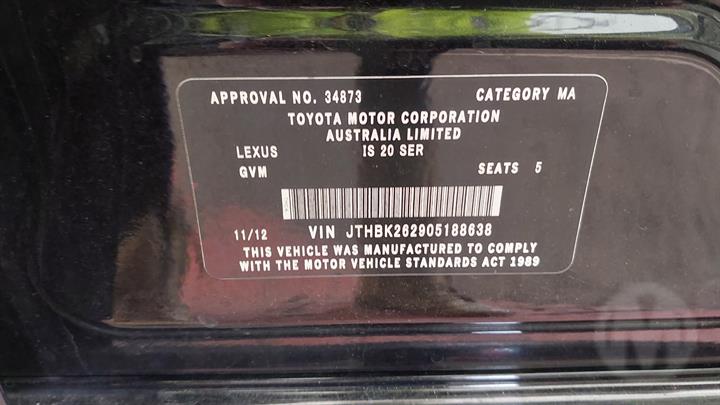 APPROVAL NO. 34873 CATEGORY MA
TOYOTA MOTOR CORPORATION
AUSTRALIA LIMITED
LEXUS IS 20 SER
GVM SEATS 5
11/12 VIN JTHBK262905188638
THIS VEHICLE WAS MANUFACTURED TO COMPLY
WITH THE MOTOR VEHICLE STANDARDS ACT 1989
M